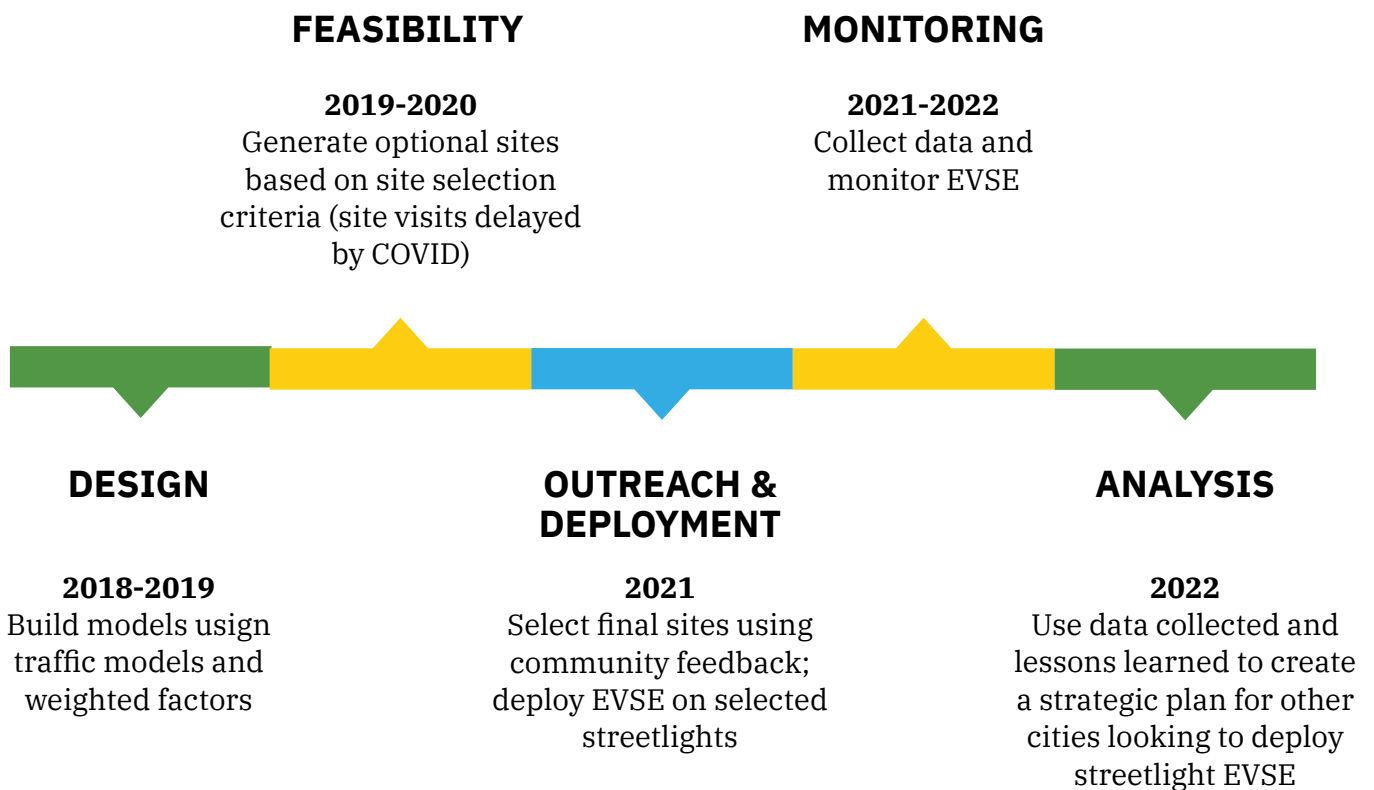 FEASIBILITY
2019-2020
Generate optional sites
based on site selection
criteria (site visits delayed
by COVID)
MONITORING
2021-2022
Collect data and
monitor EVSE
DESIGN
2018-2019
Build models usign
traffic models and
weighted factors
OUTREACH &
DEPLOYMENT
2021
Select final sites using
community feedback;
deploy EVSE on selected
streetlights
ANALYSIS
2022
Use data collected and
lessons learned to create
a strategic plan for other
cities looking to deploy
streetlight EVSE